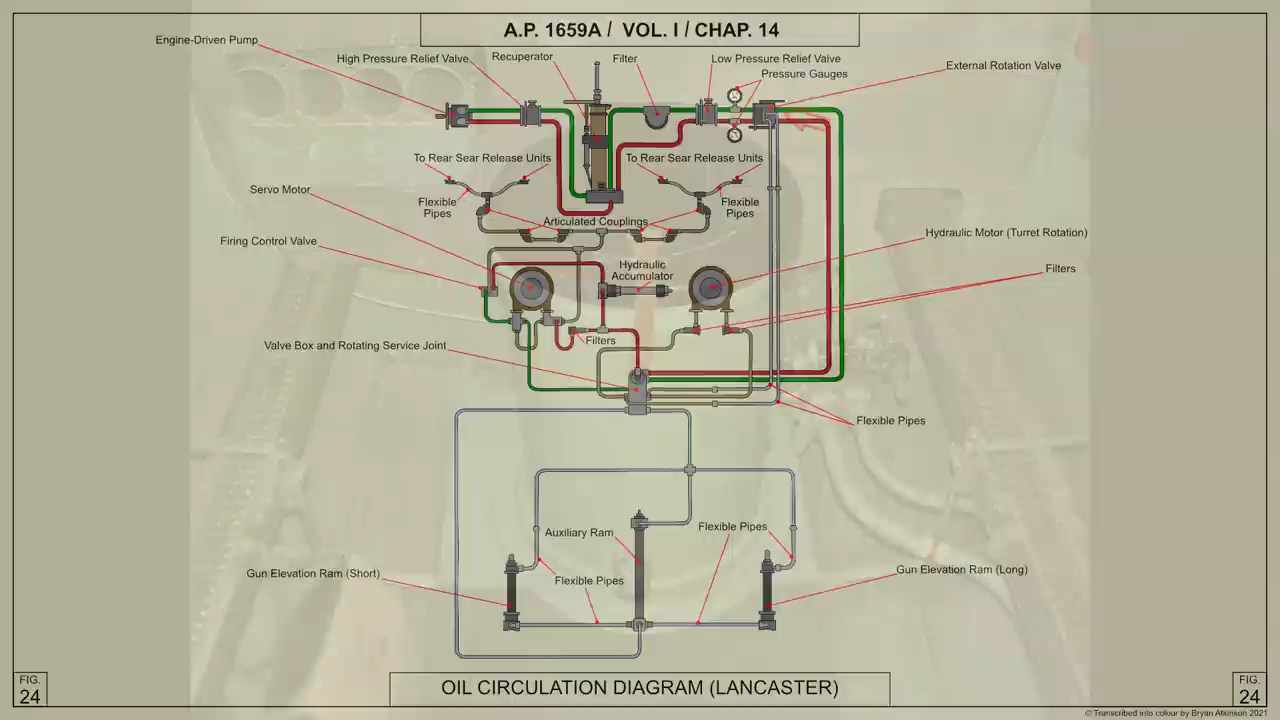 A.P. 1659A / VOL. I / CHAP. 14
Engine-Driven Pump
High Pressure Relief Valve
Recuperator
Filter
Low Pressure Relief Valve
Pressure Gauges
External Rotation Valve
To Rear Sear Release Units
To Rear Sear Release Units
Servo Motor
Flexible
Pipes
Flexible
Pipes
Articulated Couplings
Firing Control Valve
Hydraulic Motor (Turret Rotation)
Hydraulic
Accumulator
Filters
Filters
Valve Box and Rotating Service Joint
Flexible Pipes
Auxiliary Ram
Flexible Pipes
Gun Elevation Ram (Short)
Flexible Pipes
Gun Elevation Ram (Long)
FIG.
24
OIL CIRCULATION DIAGRAM (LANCASTER)
FIG.
24
© Transcribed into colour by Bryan Atkinson 2021